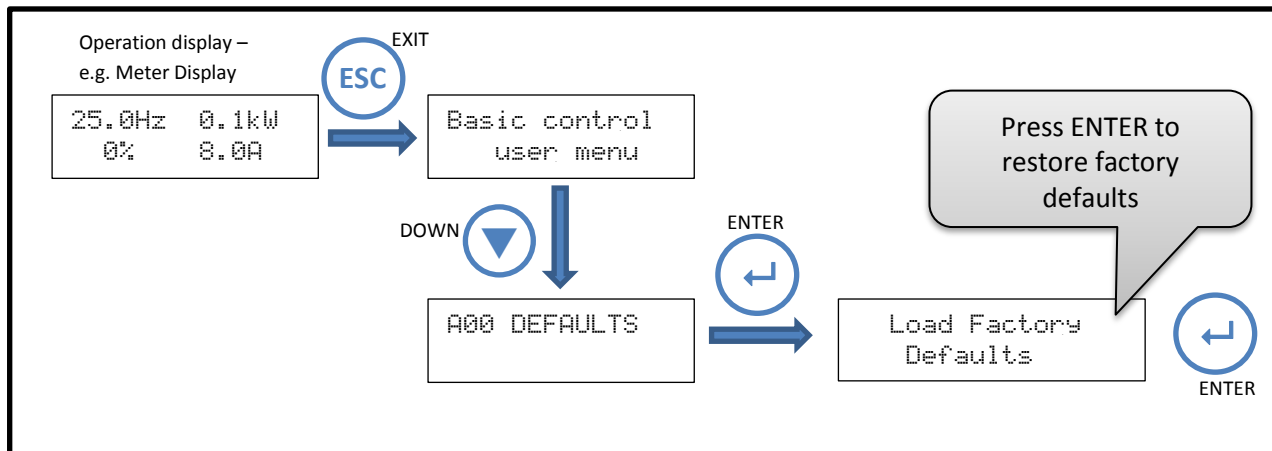 Operation display –
e.g. Meter Display
EXIT
ESC
25.0Hz 0.1kW
0% 8.0A
Basic control
user menu
DOWN
A00 DEFAULTS
ENTER
Press ENTER to
restore factory
defaults
Load Factory
Defaults
ENTER